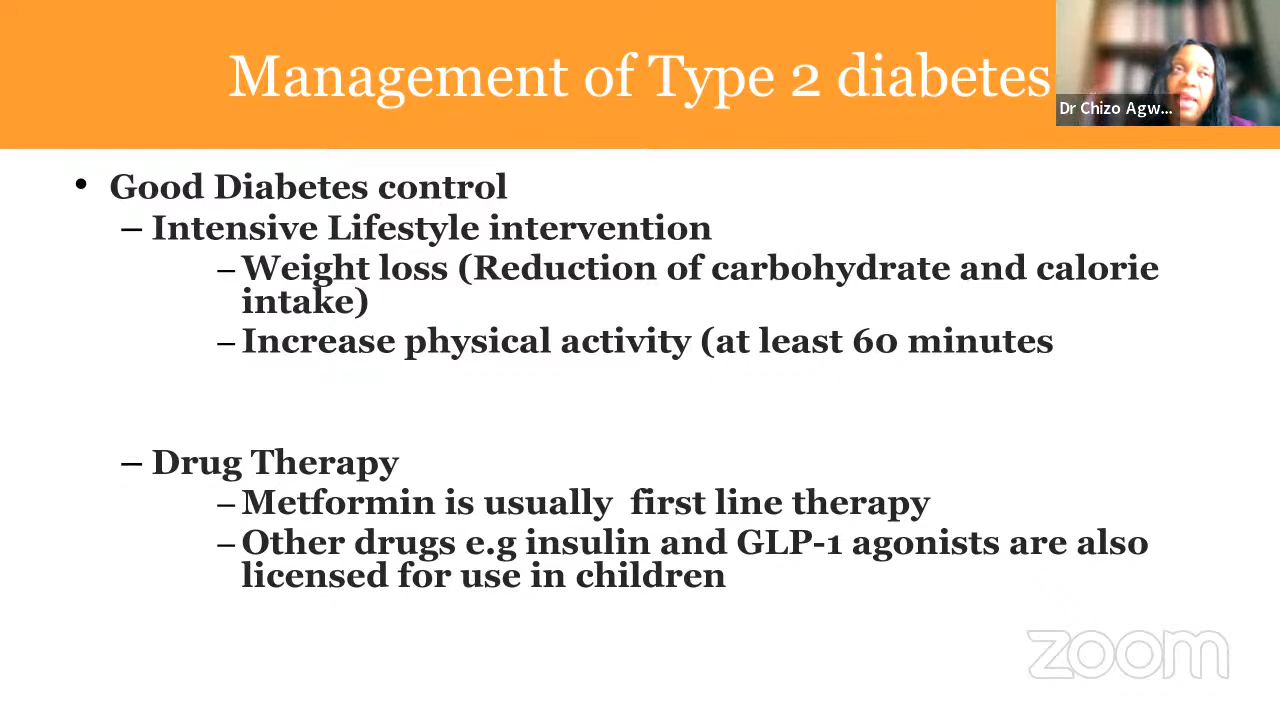 Management of Type 2 diabetes
Dr Chizo Agw...
• Good Diabetes control
– Intensive Lifestyle intervention
– Weight loss (Reduction of carbohydrate and calorie
intake)
– Increase physical activity (at least 60 minutes
– Drug Therapy
– Metformin is usually first line therapy
– Other drugs e.g insulin and GLP-1 agonists are also
licensed for use in children
zoom